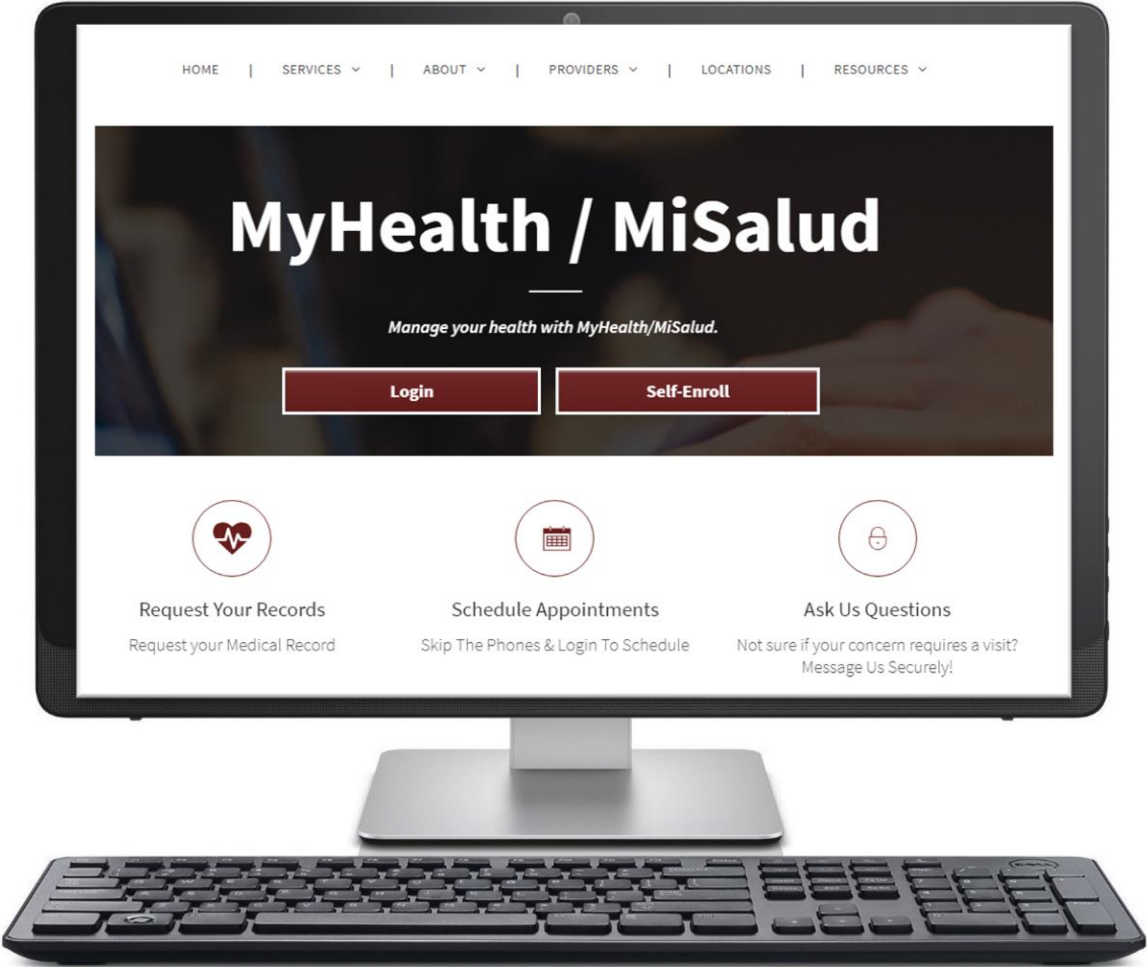 HOME | SERVICES | ABOUT | PROVIDERS | LOCATIONS | RESOURCES
MyHealth / MiSalud
Manage your health with MyHealth/MiSalud.
Login Self-Enroll
Request Your Records Schedule Appointments Ask Us Questions
Request your Medical Record Skip The Phones & Login To Schedule Not sure if your concern requires a visit?
Message Us Securely!
DELL